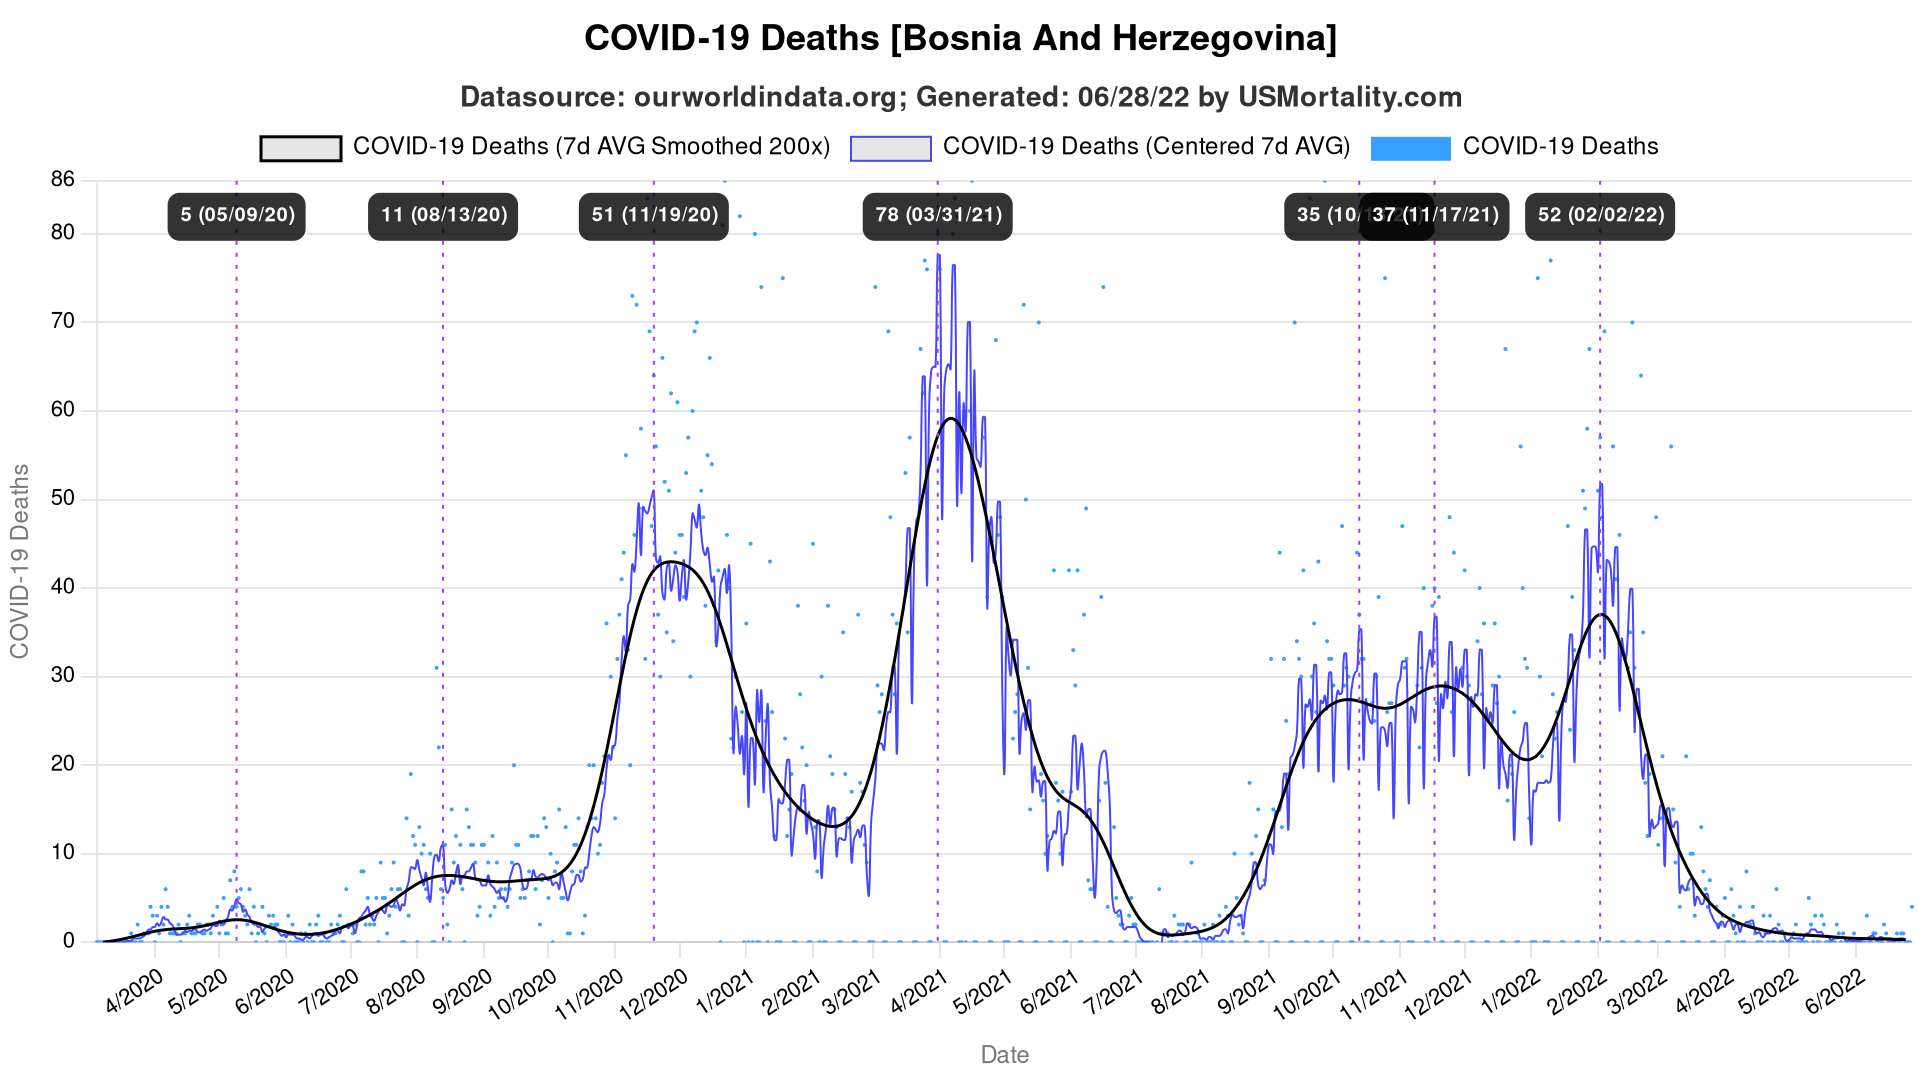 COVID-19 Deaths [Bosnia And Herzegovina]
Datasource: ourworldindata.org; Generated: 06/28/22 by USMortality.com
COVID-19 Deaths (7d AVG Smoothed 200x) COVID-19 Deaths (Centered 7d AVG) COVID-19 Deaths
86
5 (05/09/20) 11 (08/13/20) 51 (11/19/20) 78 (03/31/21) 35 (10/ 37 (11/17/21) 52 (02/02/22)
80
70
60
50
40
30
20
10
0
COVID-19 Deaths
4/2020 5/2020 6/2020 7/2020 8/2020 9/2020 10/2020 11/2020 12/2020 1/2021 2/2021 3/2021 4/2021 5/2021 6/2021 7/2021 8/2021 9/2021 10/2021 11/2021 12/2021 1/2022 2/2022 3/2022 4/2022 5/2022 6/2022
Date